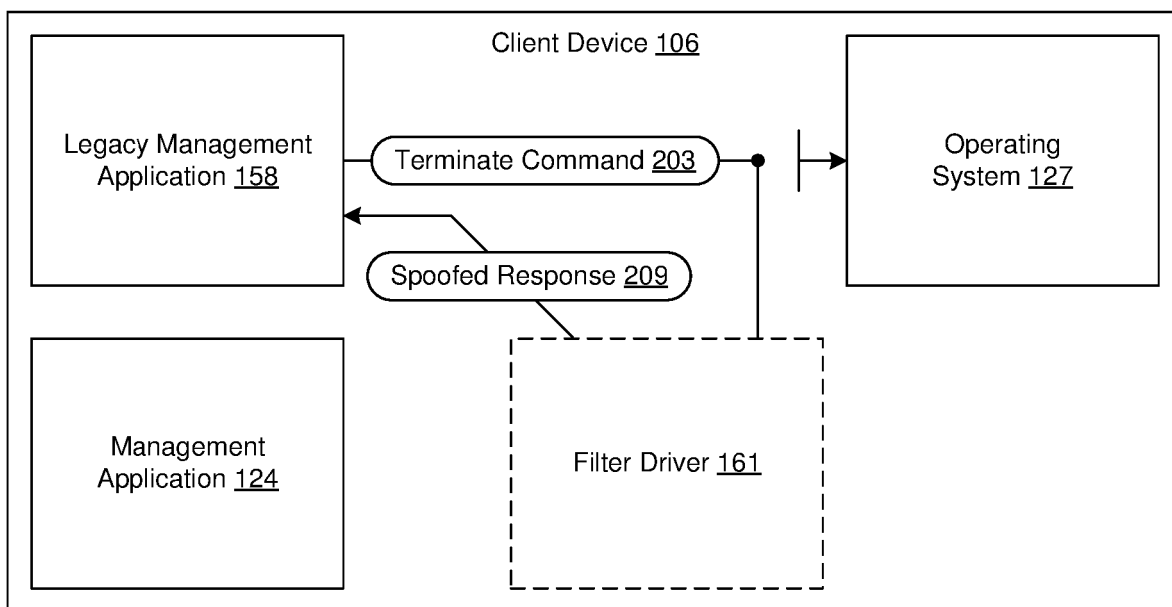 Client Device 106
Legacy Management
Application 158
Terminate Command 203
Operating
System 127
Spoofed Response 209
Management
Application 124
Filter Driver 161